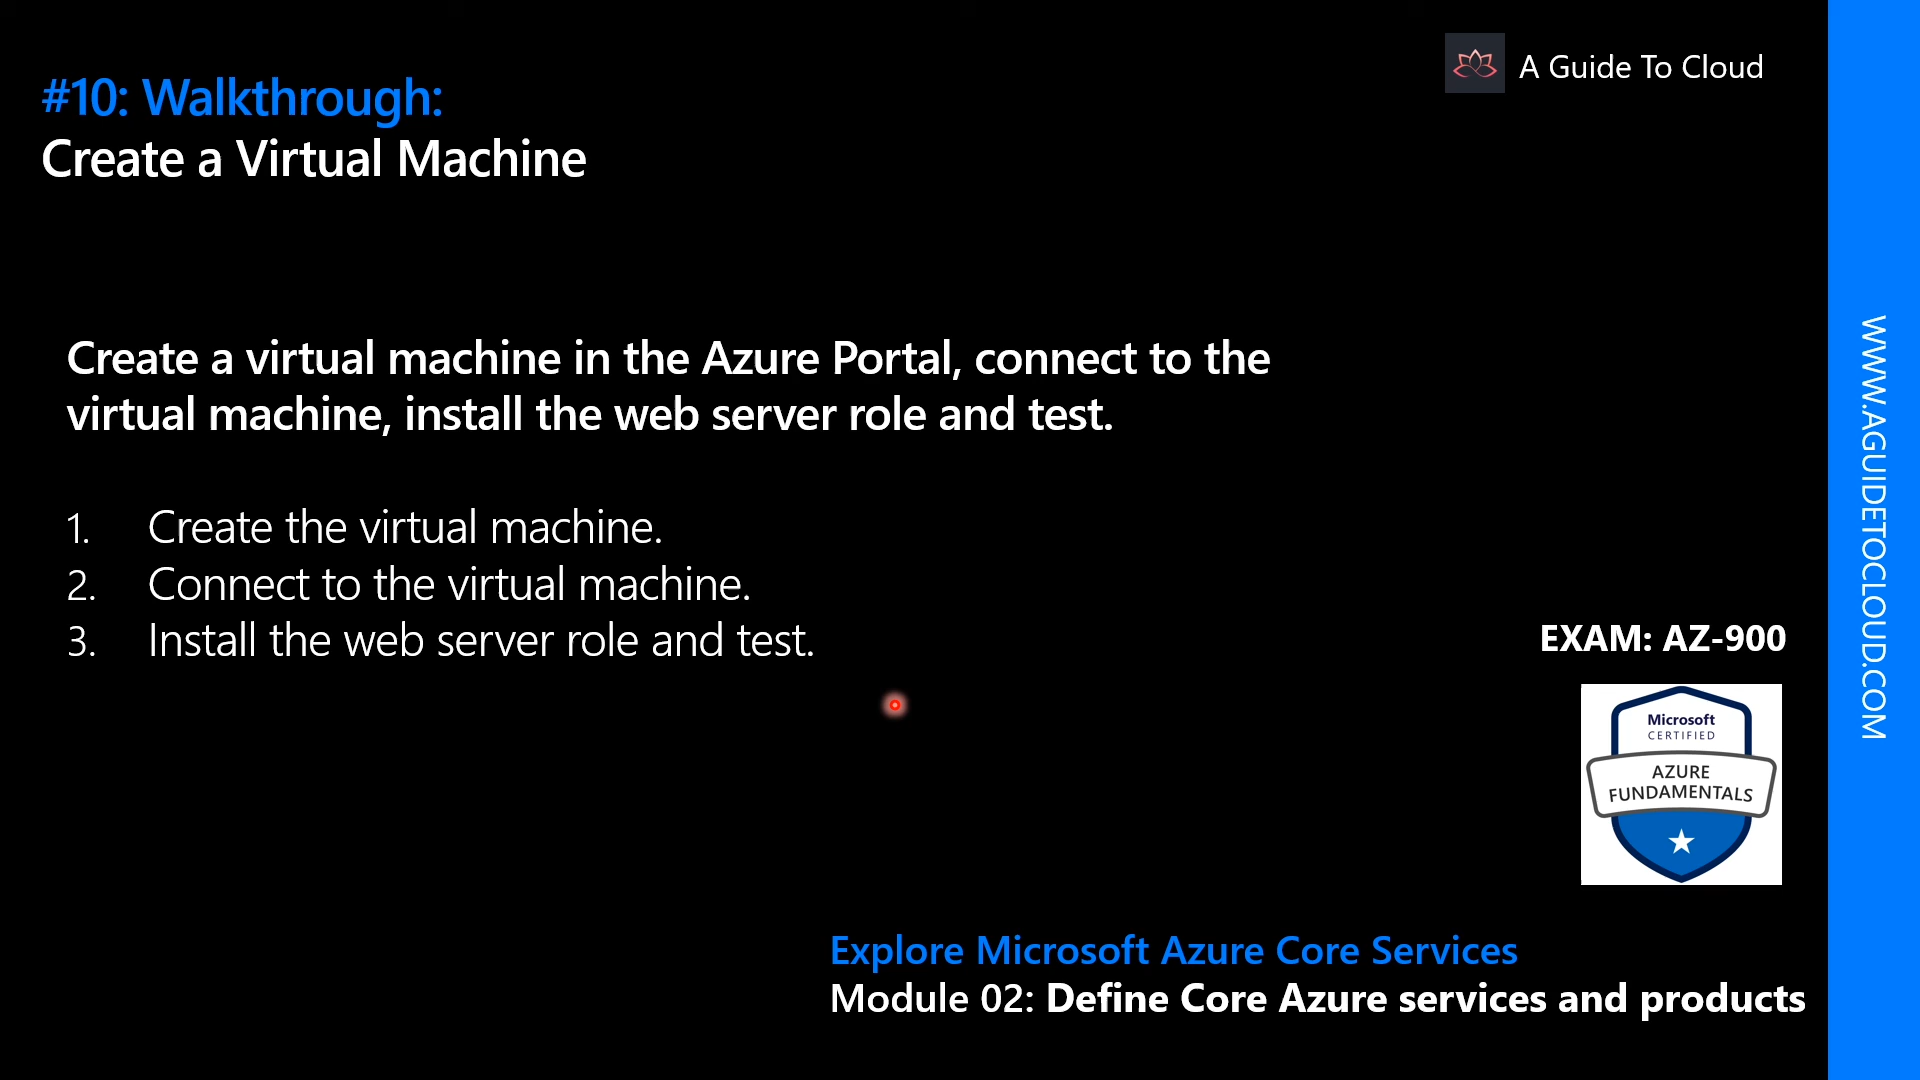 A Guide To Cloud
#10: Walkthrough:
Create a Virtual Machine
Create a virtual machine in the Azure Portal, connect to the
virtual machine, install the web server role and test.
1. Create the virtual machine.
2. Connect to the virtual machine.
3. Install the web server role and test.
EXAM: AZ-900
Microsoft
CERTIFIED
AZURE
FUNDAMENTALS
Explore Microsoft Azure Core Services
Module 02: Define Core Azure services and products
WWW.AGUIDETOCLOUD.COM